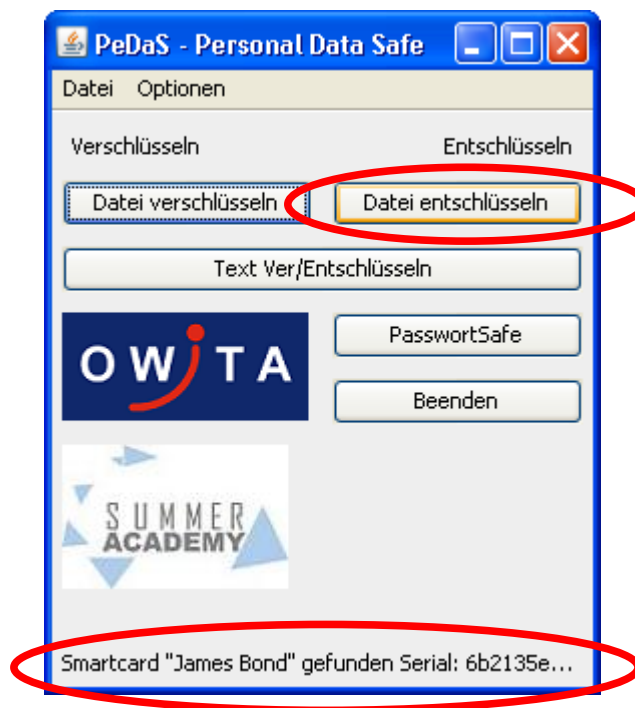 PeDaS - Personal Data Safe
Datei Optionen
Verschlüsseln Entschlüsseln
Datei verschlüsseln Datei entschlüsseln
Text Ver/Entschlüsseln
OWITA PasswortSafe
Beenden
SUMMER
ACADEMY
Smartcard "James Bond" gefunden Serial: 6b2135e...